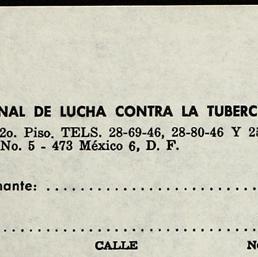 NAL DE LUCHA CONTRA LA TUBERC
2o. Piso. TELS. 28-69-46, 28-80-46 Y 2
No. 5 - 473 México 6, D. F.
nante: ........................
........................
CALLE N